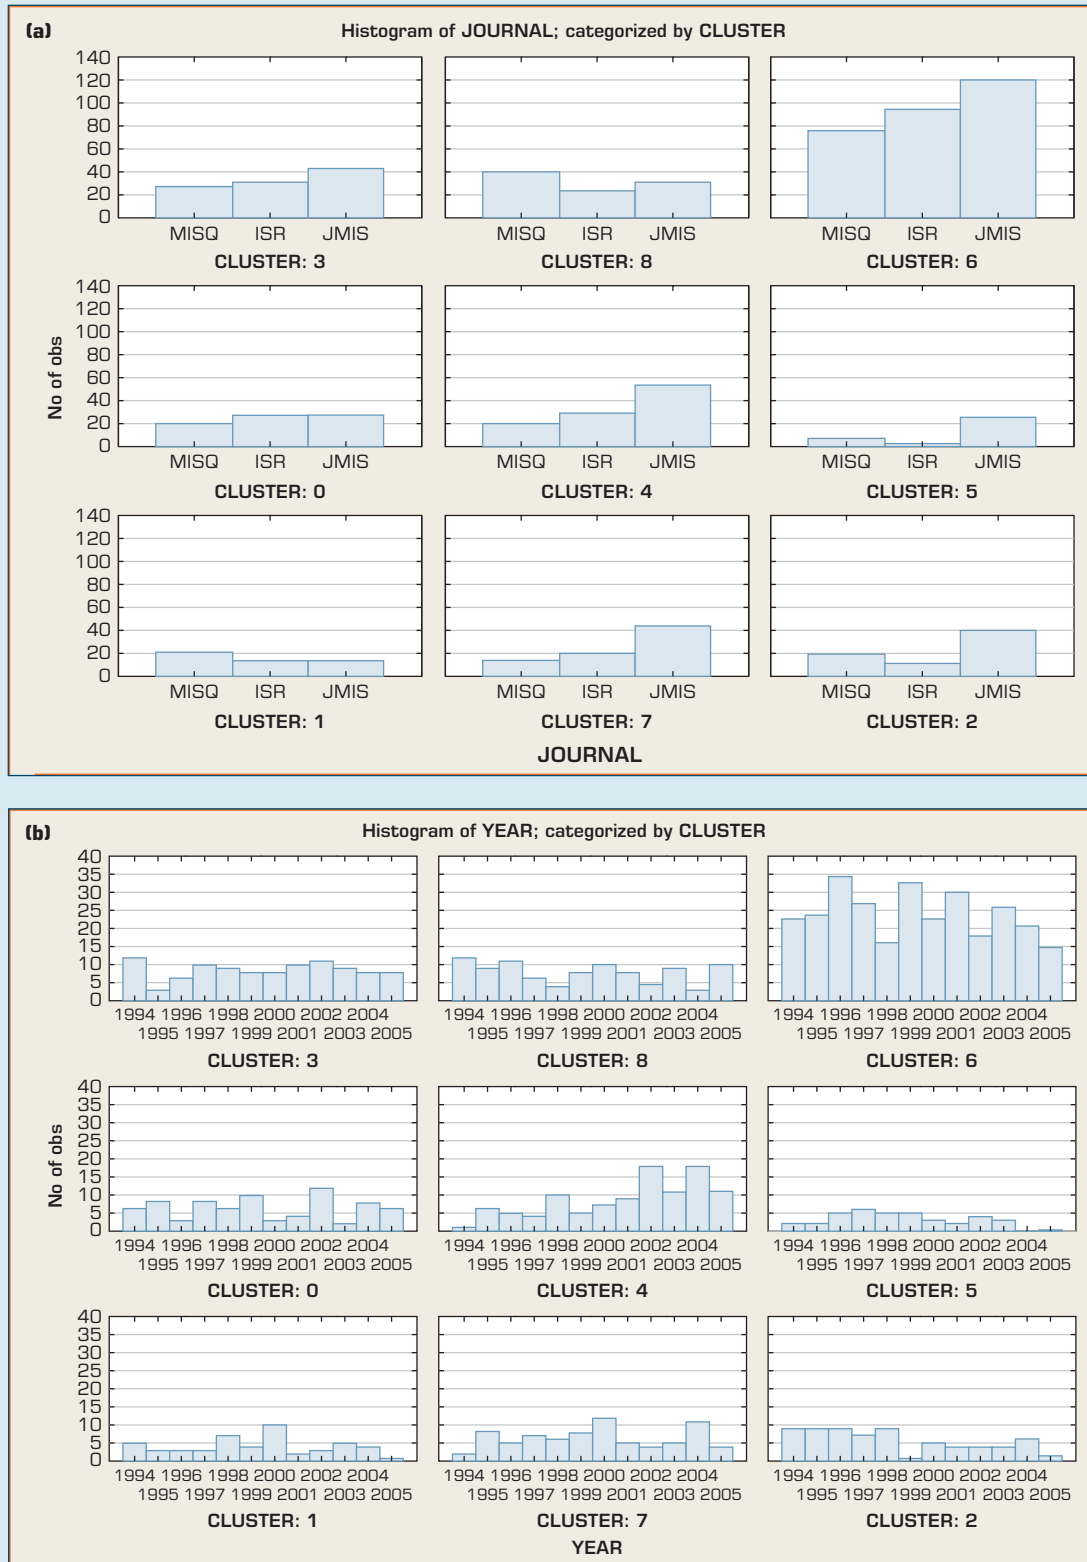 (a)
Histogram of JOURNAL; categorized by CLUSTER
140
120
100
80
60
40
20
0
MISQ ISR JMIS
MISQ ISR JMIS
MISQ ISR JMIS
CLUSTER: 3
CLUSTER: 8
CLUSTER: 6
No of obs
140
120
100
80
60
40
20
0
MISQ ISR JMIS
MISQ ISR JMIS
MISQ ISR JMIS
CLUSTER: 0
CLUSTER: 4
CLUSTER: 5
140
120
100
80
60
40
20
0
MISQ ISR JMIS
MISQ ISR JMIS
MISQ ISR JMIS
CLUSTER: 1
CLUSTER: 7
CLUSTER: 2
JOURNAL
(b)
Histogram of YEAR; categorized by CLUSTER
40
35
30
25
20
15
10
5
0
1994 1996 1998 2000 2002 2004
1995 1997 1999 2001 2003 2005
CLUSTER: 3
1994 1996 1998 2000 2002 2004
1995 1997 1999 2001 2003 2005
CLUSTER: 8
1994 1996 1998 2000 2002 2004
1995 1997 1999 2001 2003 2005
CLUSTER: 6
No of obs
40
35
30
25
20
15
10
5
0
1994 1996 1998 2000 2002 2004
1995 1997 1999 2001 2003 2005
CLUSTER: 0
1994 1996 1998 2000 2002 2004
1995 1997 1999 2001 2003 2005
CLUSTER: 4
1994 1996 1998 2000 2002 2004
1995 1997 1999 2001 2003 2005
CLUSTER: 5
40
35
30
25
20
15
10
5
0
1994 1996 1998 2000 2002 2004
1995 1997 1999 2001 2003 2005
CLUSTER: 1
1994 1996 1998 2000 2002 2004
1995 1997 1999 2001 2003 2005
CLUSTER: 7
1994 1996 1998 2000 2002 2004
1995 1997 1999 2001 2003 2005
CLUSTER: 2
YEAR